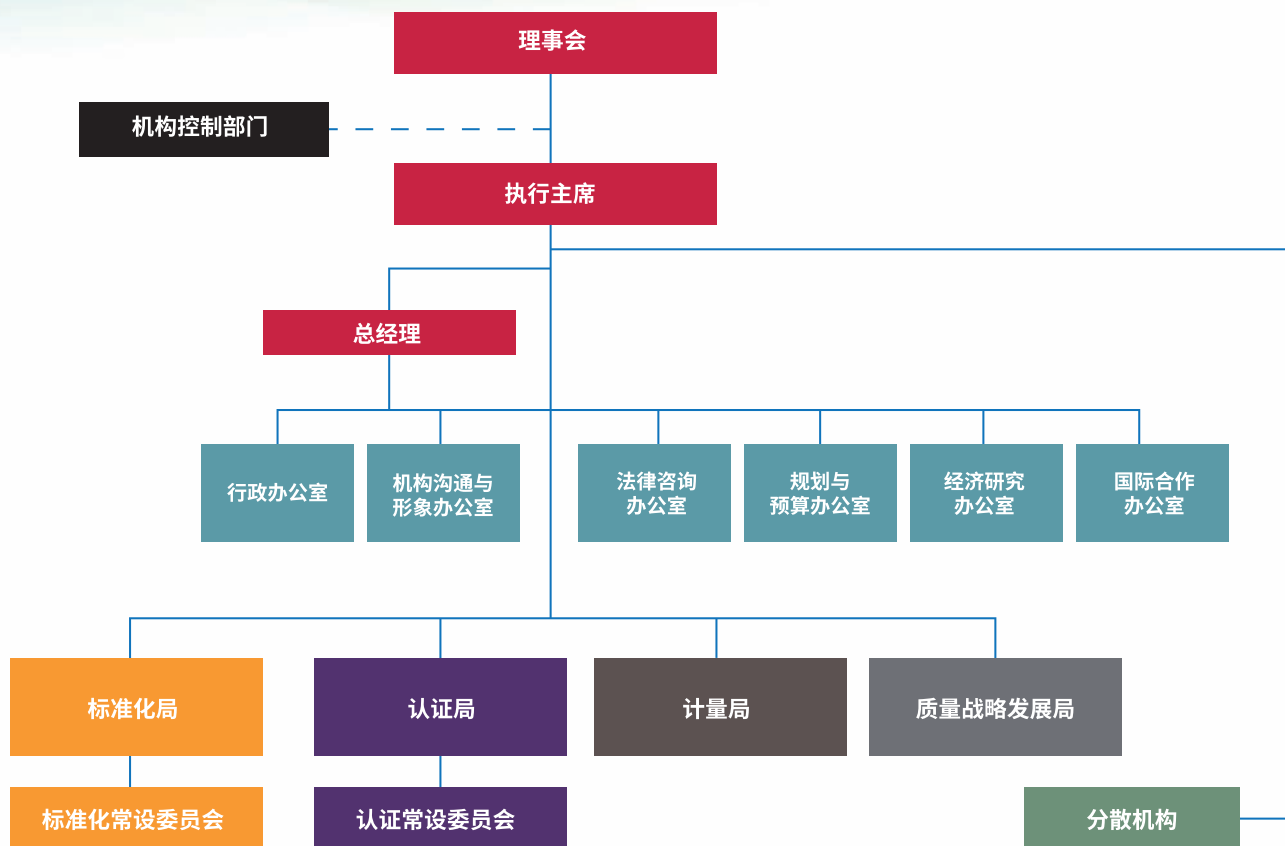 理事会
机构控制部门
执行主席
总经理
行政办公室
机构沟通与
形象办公室
法律咨询
办公室
规划与
预算办公室
经济研究
办公室
国际合作
办公室
标准化局
认证局
计量局
质量战略发展局
标准化常设委员会
认证常设委员会
分散机构